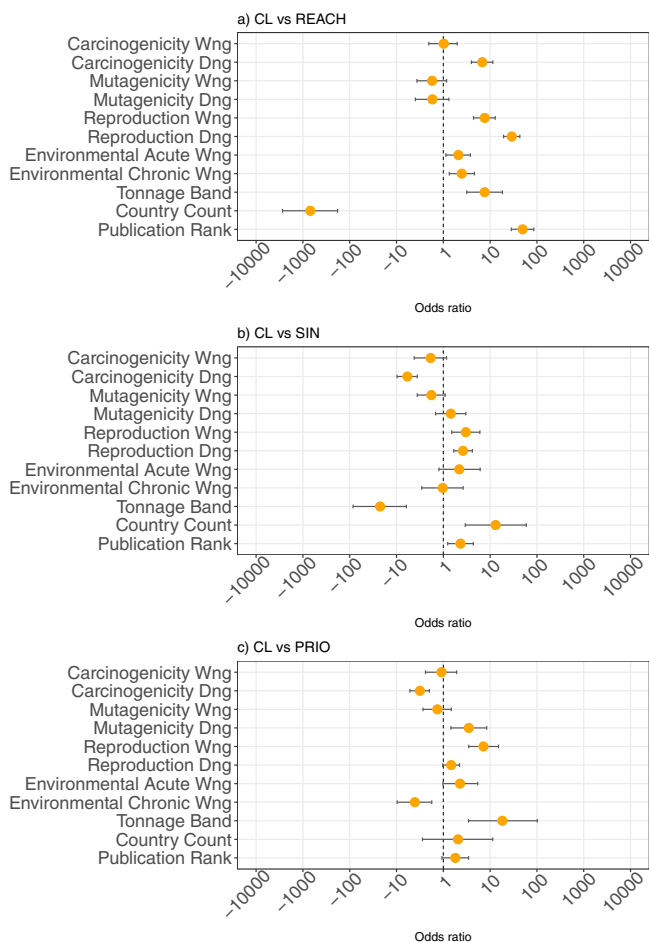 a) CL vs REACH
Carcinogenicity Wng
Carcinogenicity Dng
Mutagenicity Wng
Mutagenicity Dng
Reproduction Wng
Reproduction Dng
Environmental Acute Wng
Environmental Chronic Wng
Tonnage Band
Country Count
Publication Rank
−10000 −1000 −100 −10 1 10 100 1000 10000
Odds ratio
b) CL vs SIN
Carcinogenicity Wng
Carcinogenicity Dng
Mutagenicity Wng
Mutagenicity Dng
Reproduction Wng
Reproduction Dng
Environmental Acute Wng
Environmental Chronic Wng
Tonnage Band
Country Count
Publication Rank
−10000 −1000 −100 −10 1 10 100 1000 10000
Odds ratio
c) CL vs PRIO
Carcinogenicity Wng
Carcinogenicity Dng
Mutagenicity Wng
Mutagenicity Dng
Reproduction Wng
Reproduction Dng
Environmental Acute Wng
Environmental Chronic Wng
Tonnage Band
Country Count
Publication Rank
−10000 −1000 −100 −10 1 10 100 1000 10000
Odds ratio